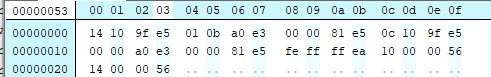 00000053 00 01 02 03 04 05 06 07 08 09 0a 0b 0c 0d 0e 0f
00000000 14 10 9f e5 01 0b a0 e3 00 00 81 e5 0c 10 9f e5
00000010 00 00 a0 e3 00 00 81 e5 fe ff ff ea 10 00 00 56
00000020 14 00 00 56 .. .. .. .. .. .. .. .. .. .. .. ..